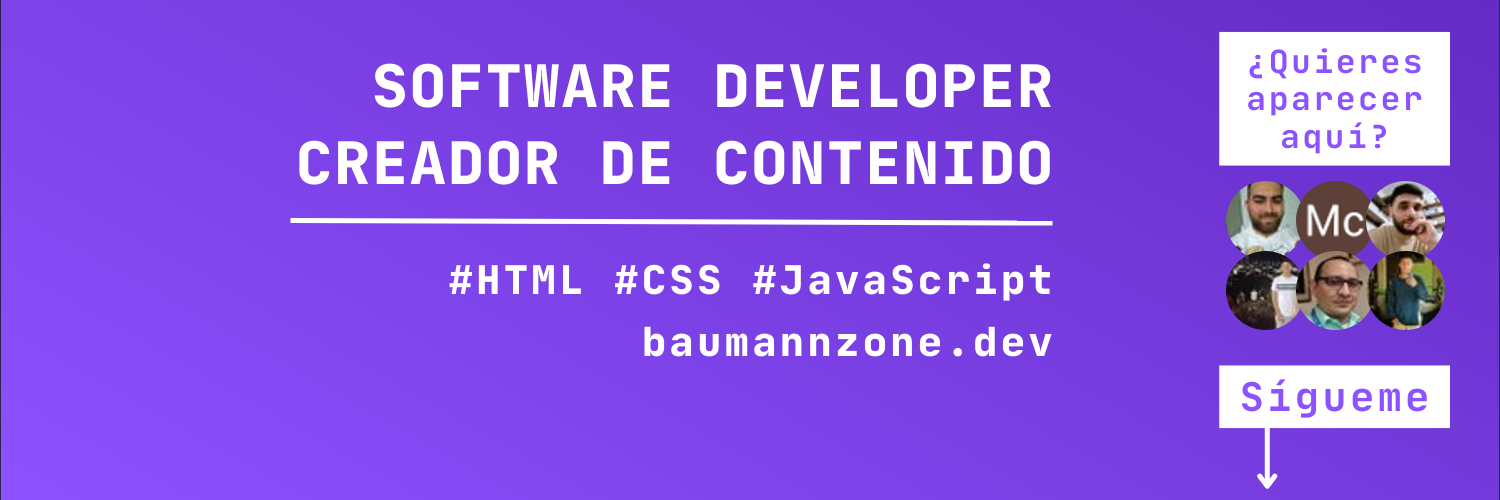 SOFTWARE DEVELOPER
CREADOR DE CONTENIDO
#HTML #CSS #JavaScript
baumannzone.dev
¿Quieres
aparecer
aquí?
Mc
Sígueme